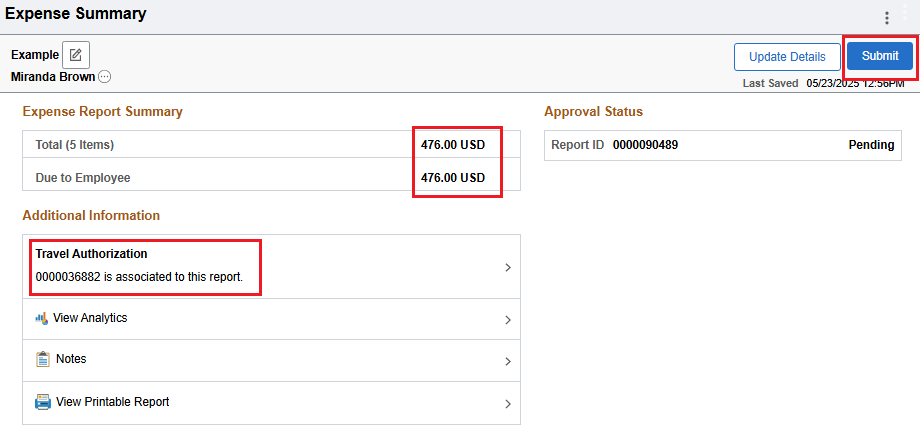 Expense Summary
Example
Miranda Brown
Update Details
Submit
Last Saved 05/23/2025 12:56PM
Expense Report Summary
Total (5 Items) 476.00 USD
Due to Employee 476.00 USD
Approval Status
Report ID 0000090489 Pending
Additional Information
Travel Authorization
0000036882 is associated to this report.
View Analytics
Notes
View Printable Report